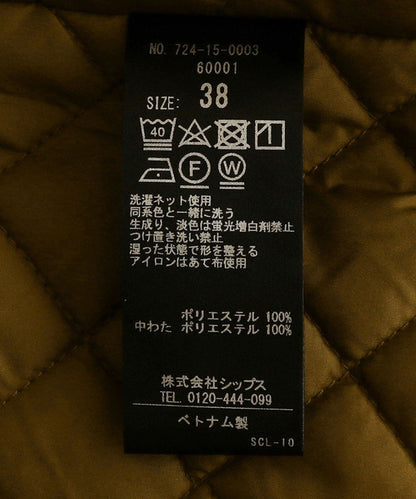 NO. 724-15-0003
60001
SIZE: 38
40
F W
洗濯ネット使用
同系色と一緒に洗う
生成り、淡色は蛍光増白剤禁止
つけ置き洗い禁止
湿った状態で形を整える
アイロンはあて布使用
ポリエステル 100%
中わた ポリエステル 100%
株式会社シップス
TEL. 0120-444-099
ベトナム製
SCL-10